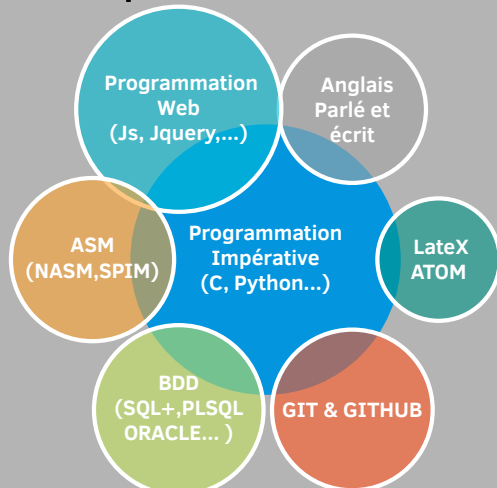 Programmation
Web
(Js, Jquery,...)
Anglais
Parlé et
écrit
ASM
(NASM,SPIM)
Programmation
Impérative
(C, Python...)
LateX
ATOM
BDD
(SQL+,PLSQL
ORACLE... )
GIT & GITHUB